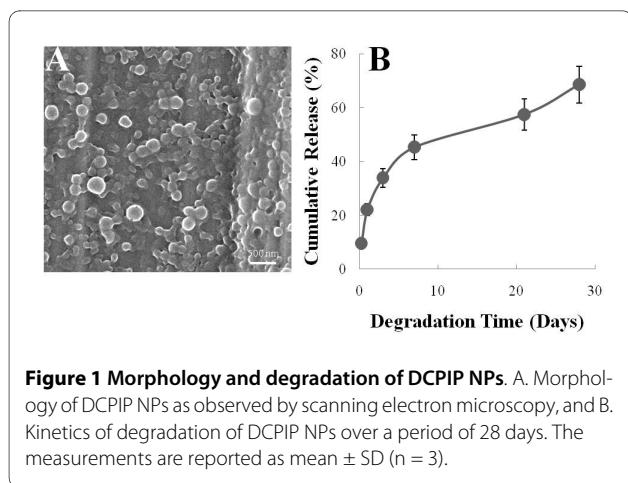 A
500 nm
B
Cumulative Release (%)
80
60
40
20
0
0 10 20 30
Degradation Time (Days)
Figure 1 Morphology and degradation of DCPIP NPs. A. Morphol-
ogy of DCPIP NPs as observed by scanning electron microscopy, and B.
Kinetics of degradation of DCPIP NPs over a period of 28 days. The
measurements are reported as mean ± SD (n = 3).